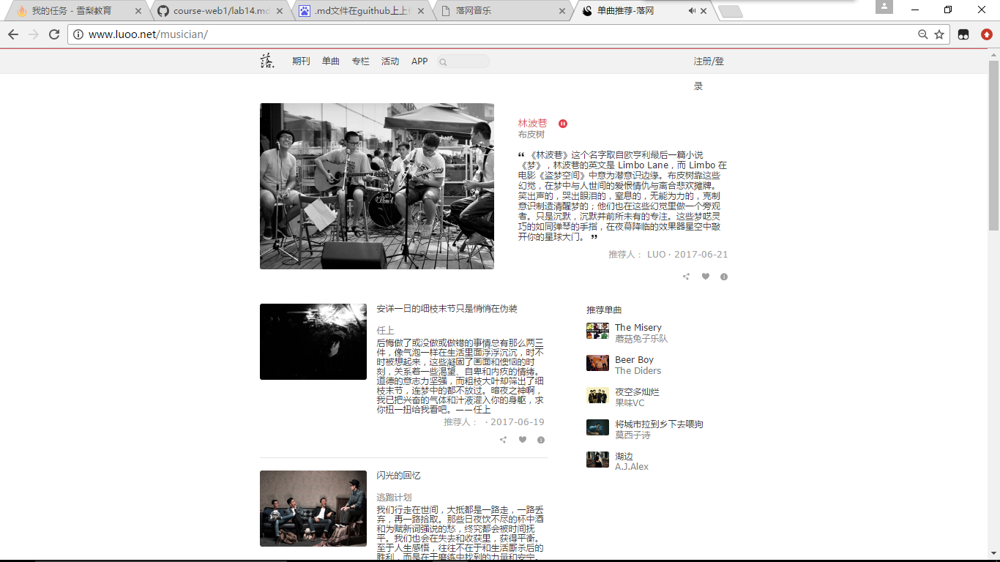 我的任务 - 雪梨教育
course-web1/lab14.md
.md文件在guithub上上
落网音乐
单曲推荐-落网
www.luoo.net/musician/
落.
期刊 单曲 专栏 活动 APP
注册/登
录
林波巷
布皮树
“ 《林波巷》这个名字取自欧亨利最后一篇小说
《梦》，林波巷的英文是 Limbo Lane，而 Limbo 在
电影《盗梦空间》中意为潜意识边缘。布皮树靠这些
幻觉，在梦中与人世间的爱恨情仇与离合悲欢摊牌。
笑出声的，哭出眼泪的，窒息的，无能为力的，克制
意识制造清醒梦的；他们也在这些幻觉里做一个旁观
者。只是沉默，沉默并前所未有的专注。这些梦呓灵
巧的如同弹琴的手指，在夜幕降临的效果器星空中敲
开你的星球大门。 ”
推荐人： LUO · 2017-06-21
安详一日的细枝末节只是悄悄在伪装
任上
后悔做了或没做或做错的事情总有那么两三
件，像气泡一样在生活里面浮浮沉沉，时不
时被想起来，这些凝固了画面和懊恼的时
刻，关系着一些渴望、自卑和内疚的情绪。
道德的意志力坚强，而粗枝大叶却筛出了细
枝末节，连梦中的都不放过。暗夜之神啊，
我已把兴奋的气体和汁液灌入你的身躯，求
你扭一扭给我看吧。——任上
推荐人： · 2017-06-19
闪光的回忆
逃跑计划
我们行走在世间，大抵都是一路走，一路丢
弃，再一路拾取。那些日夜饮不尽的杯中酒
和为赋新词强说的愁，终究都会被时间抚
平。我们也会在失去和收获里，获得平衡。
至于人生感悟，往往不在于和生活厮杀后的
胜利，而是在于磨练中找到的力量和安宁。
推荐单曲
The Misery
蘑菇兔子乐队
Beer Boy
The Diders
夜空多灿烂
果味VC
将城市拉到乡下去喂狗
莫西子诗
湖边
A.J.Alex